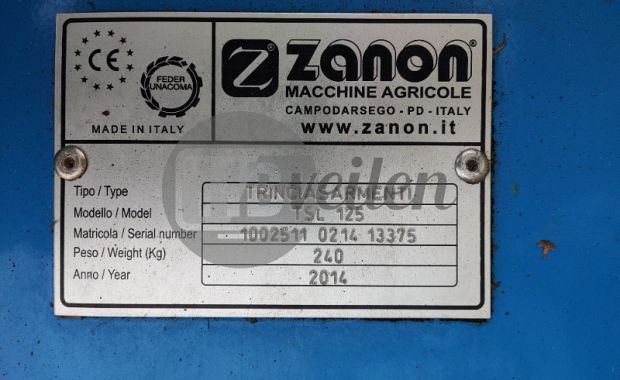 CE
FEDER
UNACOMA
MADE IN ITALY
Z®
ZANON®
MACCHINE AGRICOLE
CAMPODARSEGO - PD - ITALY
www.zanon.it
Tipo / Type TRINCIASARMENTI
Modello / Model TSL 125
Matricola / Serial number 1002511 0214 13375
Peso / Weight (Kg) 240
Anno / Year 2014
veilen